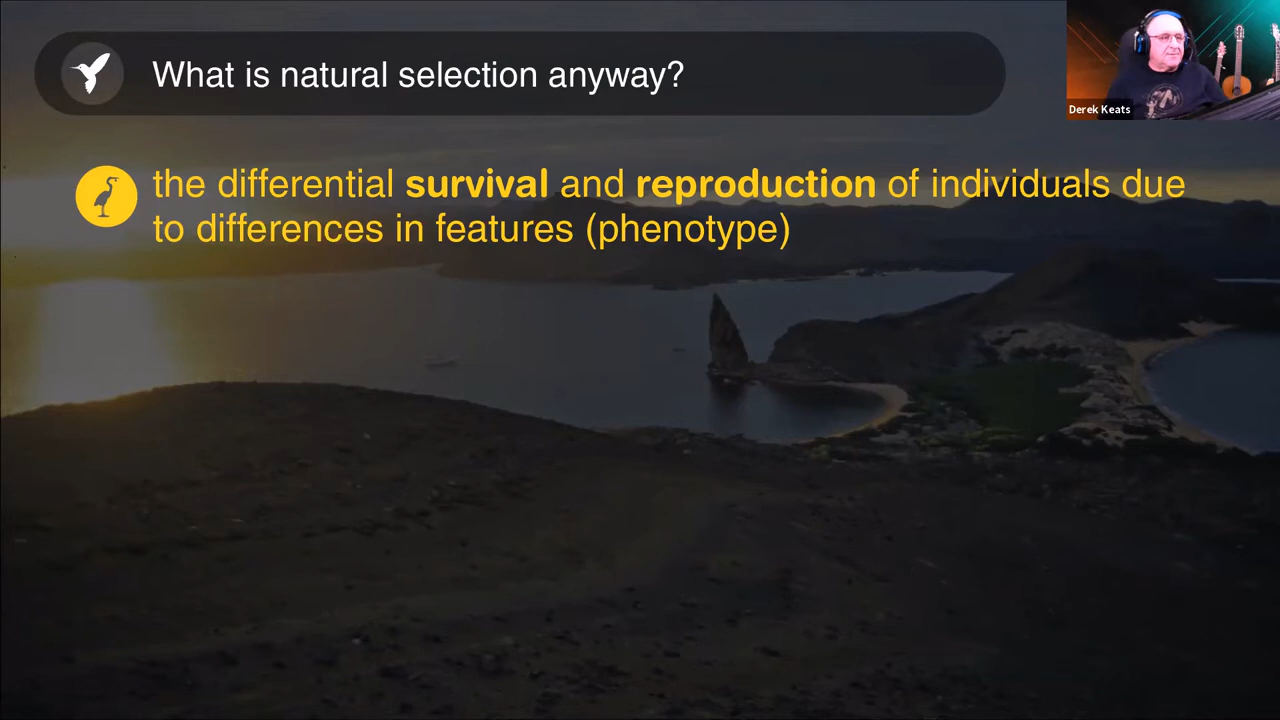 What is natural selection anyway?
Derek Keats
the differential survival and reproduction of individuals due
to differences in features (phenotype)